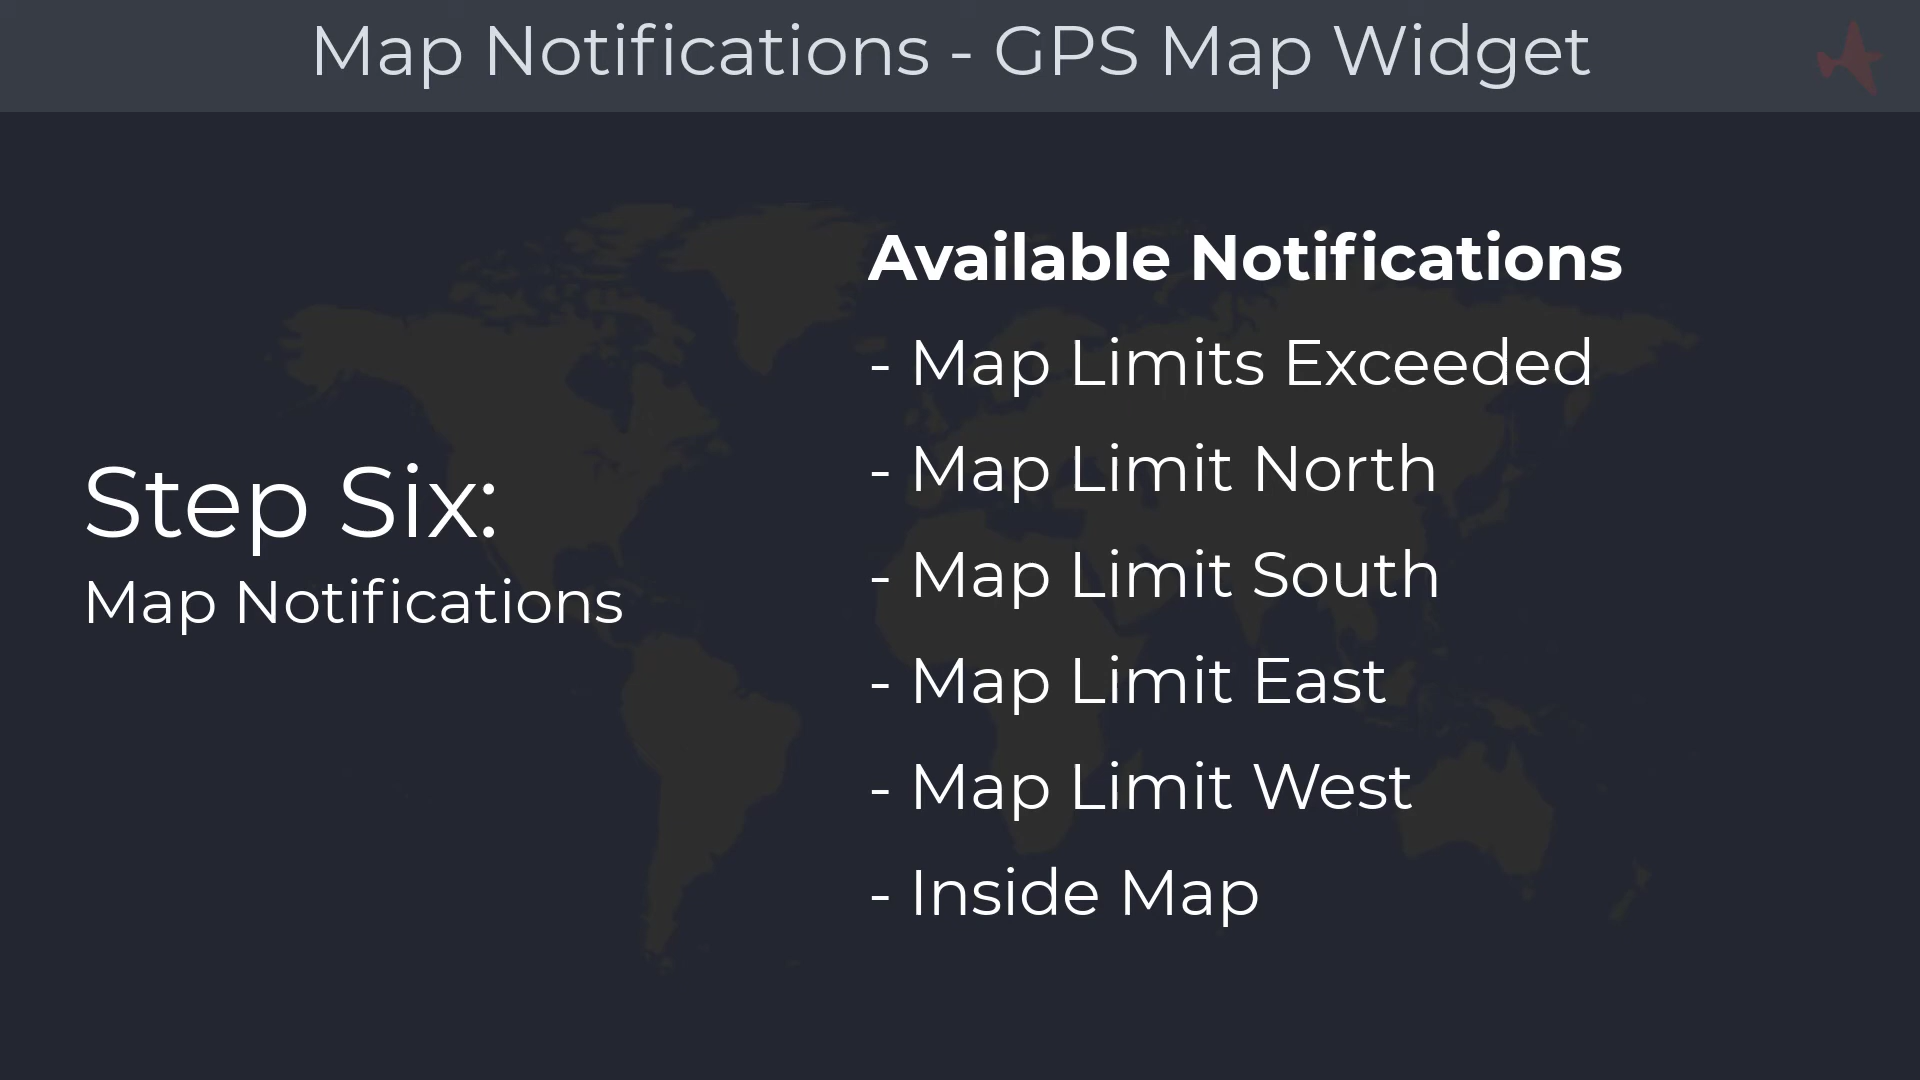 Map Notifications - GPS Map Widget
Step Six:
Map Notifications
Available Notifications
- Map Limits Exceeded
- Map Limit North
- Map Limit South
- Map Limit East
- Map Limit West
- Inside Map